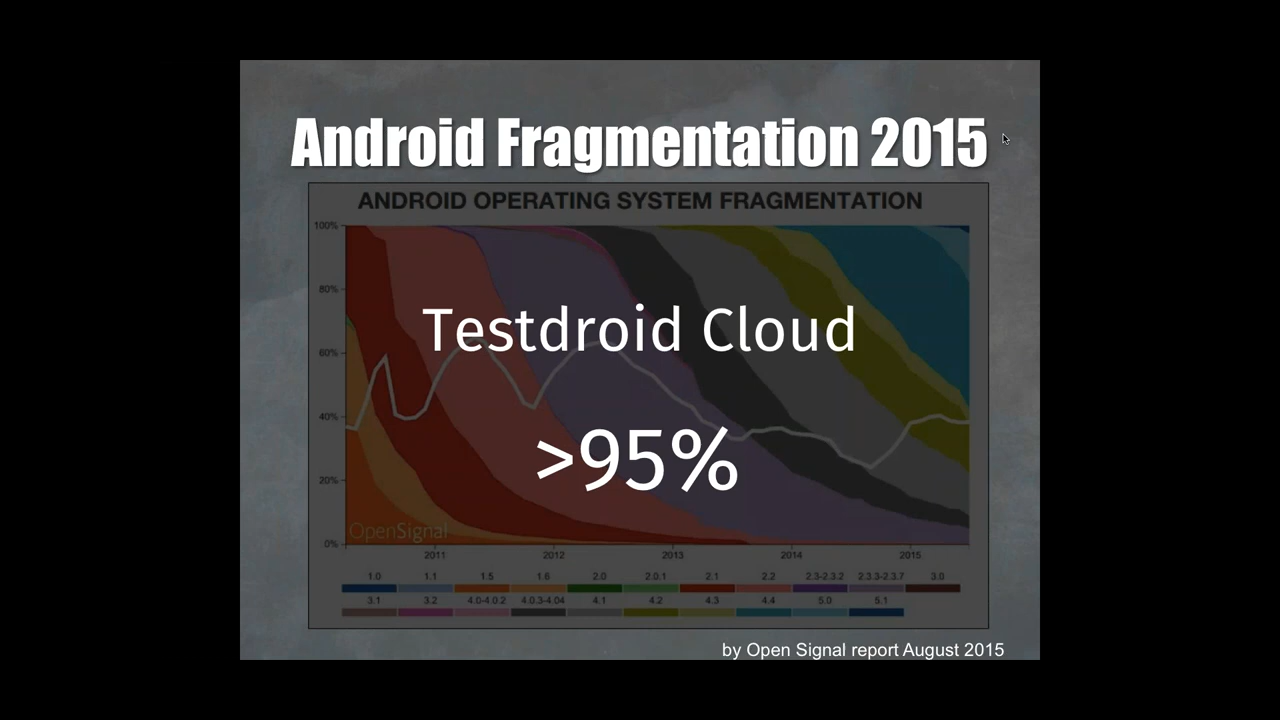 Android Fragmentation 2015
ANDROID OPERATING SYSTEM FRAGMENTATION
100%
80%
Testdroid Cloud
60%
40%
>95%
20%
OpenSignal
0%
2011 2012 2013 2014 2015
1.0 1.1 1.5 1.6 2.0 2.0.1 2.1 2.2 2.3-2.3.2 2.3.3-2.3.7 3.0
3.1 3.2 4.0-4.0.2 4.0.3-4.04 4.1 4.2 4.3 4.4 5.0 5.1
by Open Signal report August 2015